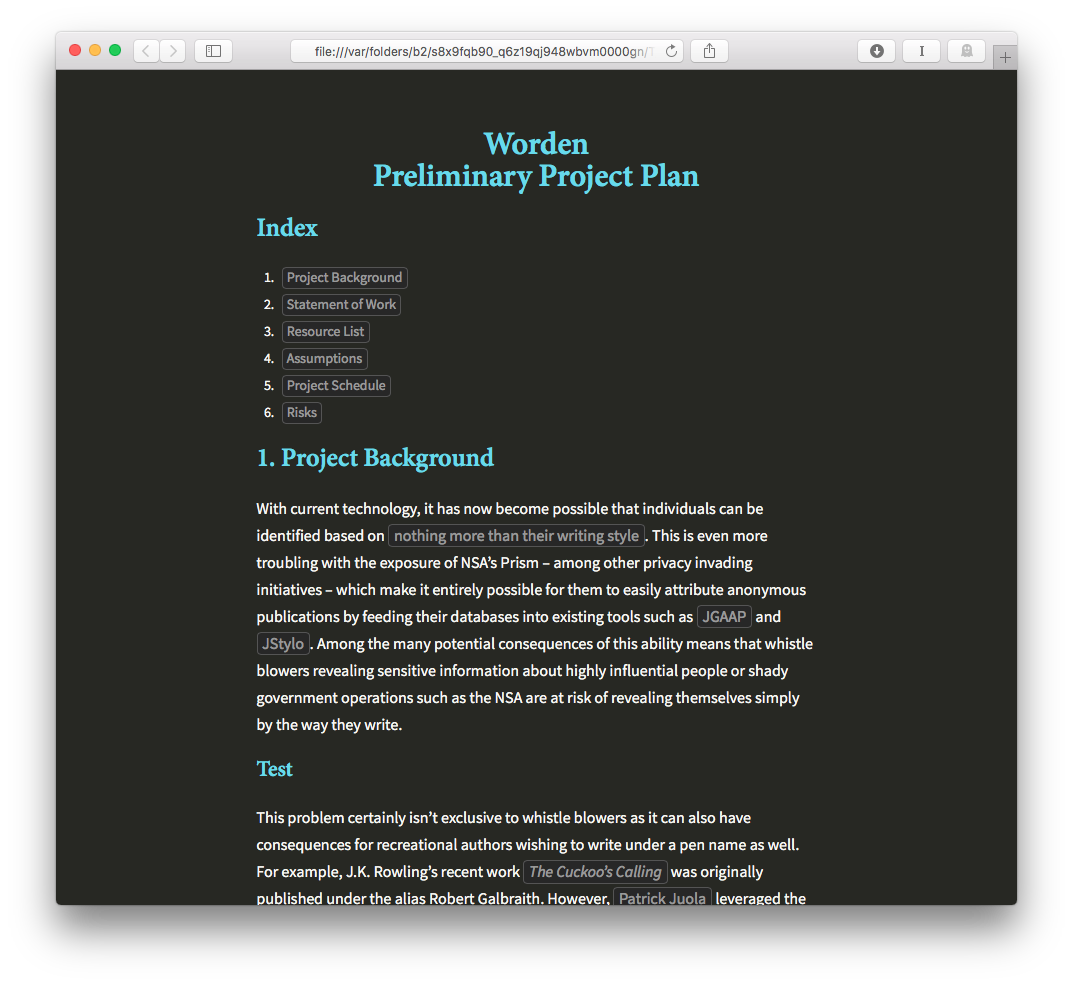 file:///var/folders/b2/s8x9fqb90_q6z19qj948wbvm0000gn/
Worden
Preliminary Project Plan
Index
1. Project Background
2. Statement of Work
3. Resource List
4. Assumptions
5. Project Schedule
6. Risks
1. Project Background
With current technology, it has now become possible that individuals can be
identified based on nothing more than their writing style. This is even more
troubling with the exposure of NSA’s Prism – among other privacy invading
initiatives – which make it entirely possible for them to easily attribute anonymous
publications by feeding their databases into existing tools such as JGAAP and
JStylo. Among the many potential consequences of this ability means that whistle
blowers revealing sensitive information about highly influential people or shady
government operations such as the NSA are at risk of revealing themselves simply
by the way they write.
Test
This problem certainly isn’t exclusive to whistle blowers as it can also have
consequences for recreational authors wishing to write under a pen name as well.
For example, J.K. Rowling’s recent work The Cuckoo’s Calling was originally
published under the alias Robert Galbraith. However, Patrick Juola leveraged the